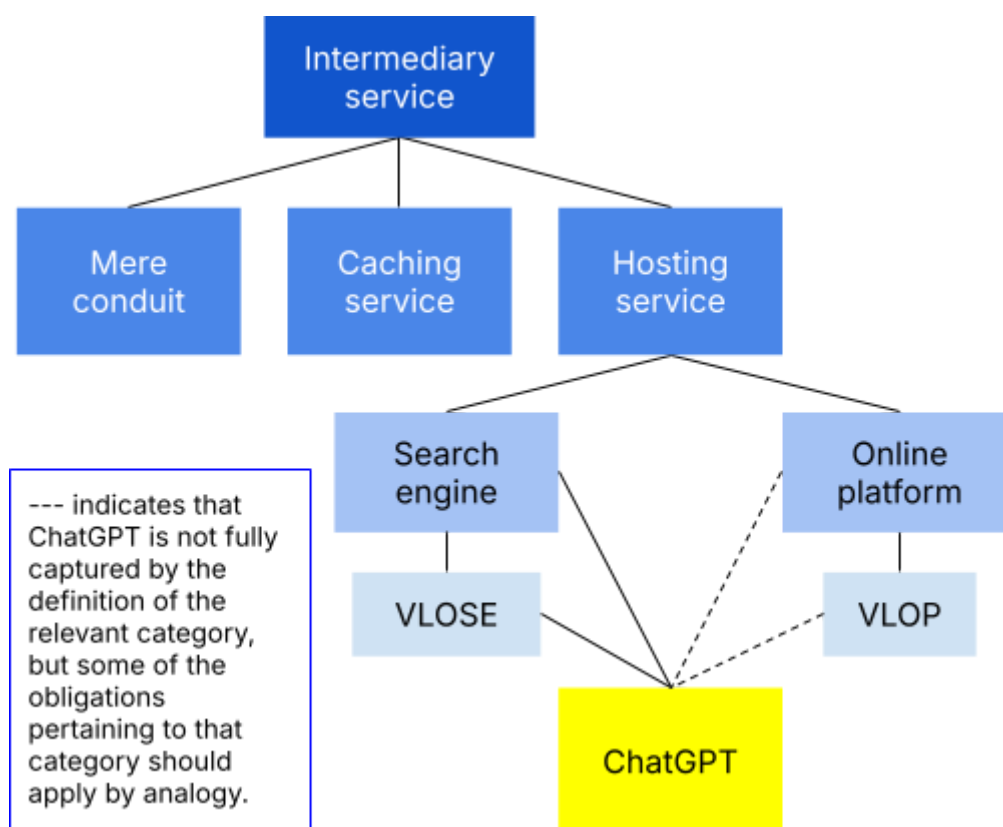 Intermediary
service
Mere
conduit
Caching
service
Hosting
service
Search
engine
Online
platform
--- indicates that
ChatGPT is not fully
captured by the
definition of the
relevant category,
but some of the
obligations
pertaining to that
category should
apply by analogy.
VLOSE
VLOP
ChatGPT